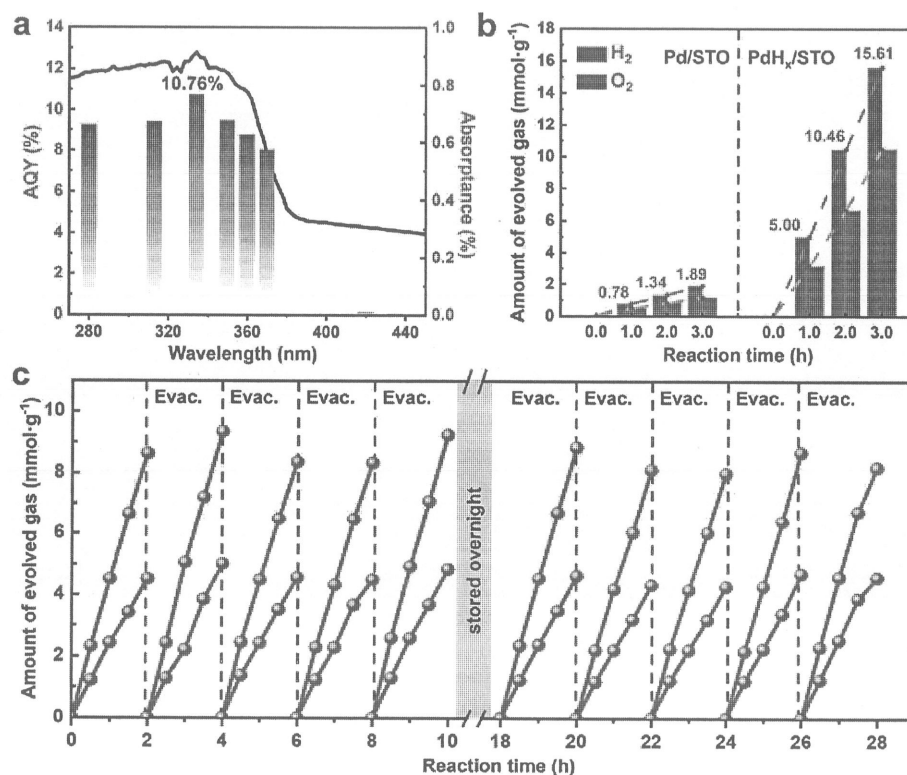 a
14
12
10
8
6
4
2
0
AQY (%)
10.76%
1.0
0.8
0.6
0.4
0.2
0.0
Absorptance (%)
280 320 360 400 440
Wavelength (nm)
b
18
16
14
12
10
8
6
4
2
0
Amount of evolved gas (mmol·g⁻¹)
H₂
O₂
Pd/STO
PdHₓ/STO
0.78
1.34
1.89
5.00
10.46
15.61
0.0 1.0 2.0 3.0 0.0 1.0 2.0 3.0
Reaction time (h)
c
Evac. Evac. Evac. Evac. Evac. Evac. Evac. Evac. Evac.
10
8
6
4
2
0
Amount of evolved gas (mmol·g⁻¹)
stored overnight
0 2 4 6 8 10 18 20 22 24 26 28
Reaction time (h)